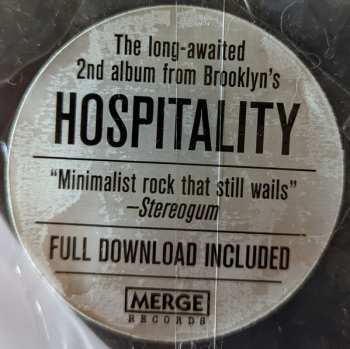 The long-awaited
2nd album from Brooklyn's
HOSPITALITY
“Minimalist rock that still wails”
—Stereogum
FULL DOWNLOAD INCLUDED
MERGE
RECORDS